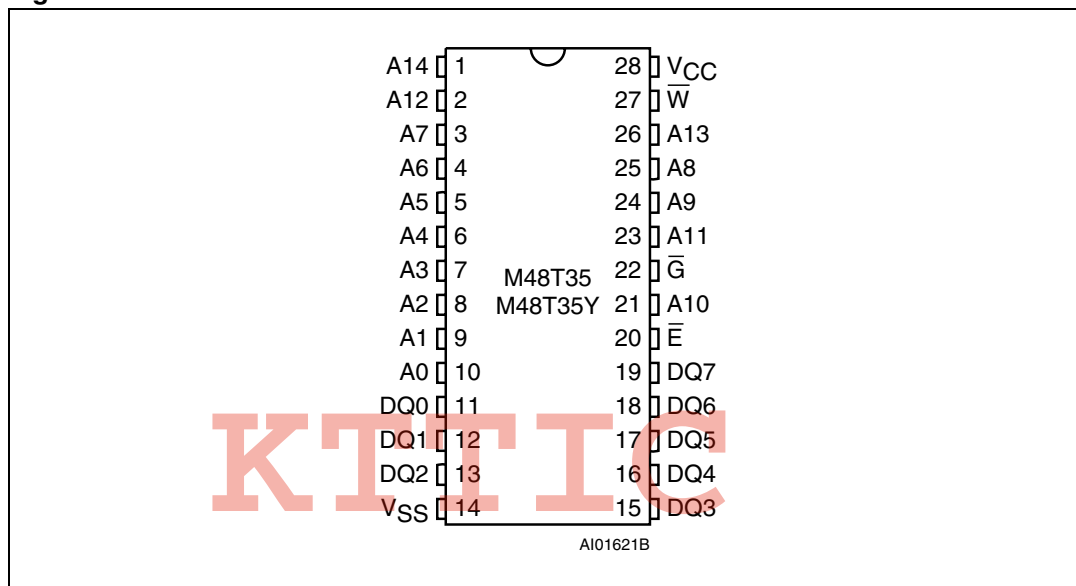 A14 1 28 V_CC
A12 2 27 W̅
A7 3 26 A13
A6 4 25 A8
A5 5 24 A9
A4 6 23 A11
A3 7 M48T35 22 G̅
A2 8 M48T35Y 21 A10
A1 9 20 E̅
A0 10 19 DQ7
DQ0 11 18 DQ6
DQ1 12 17 DQ5
DQ2 13 16 DQ4
V_SS 14 15 DQ3
KTTIC
AI01621B